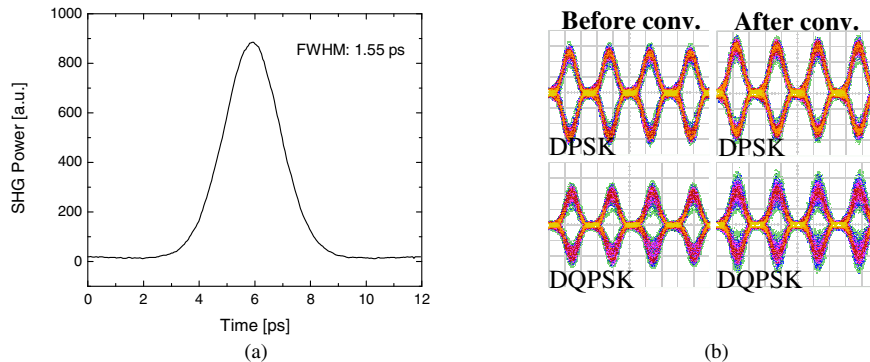 1000
800
600
400
200
0
SHG Power [a.u.]
FWHM: 1.55 ps
0 2 4 6 8 10 12
Time [ps]
(a)
Before conv. After conv.
DPSK DPSK
DQPSK DQPSK
(b)